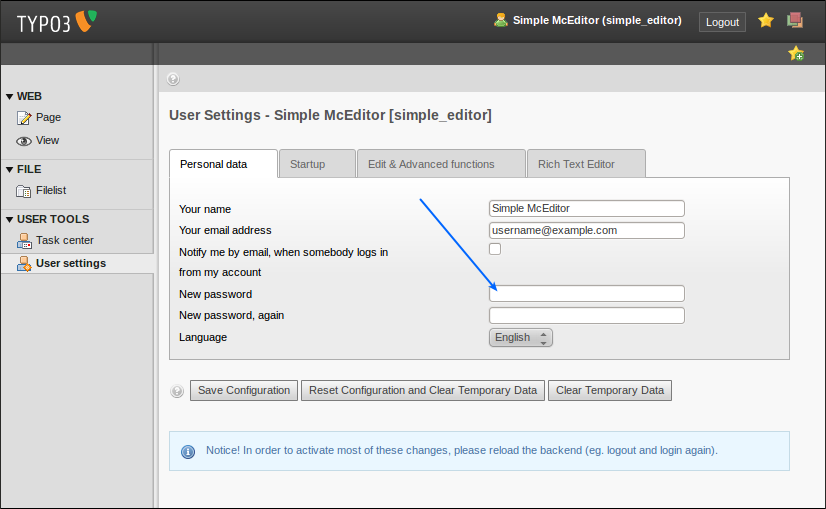 TYPO3
Simple McEditor (simple_editor)
Logout
WEB
Page
View
FILE
Filelist
USER TOOLS
Task center
User settings
User Settings - Simple McEditor [simple_editor]
Personal data
Startup
Edit & Advanced functions
Rich Text Editor
Your name
Simple McEditor
Your email address
username@example.com
Notify me by email, when somebody logs in
from my account
New password
New password, again
Language
English
Save Configuration
Reset Configuration and Clear Temporary Data
Clear Temporary Data
Notice! In order to activate most of these changes, please reload the backend (eg. logout and login again).